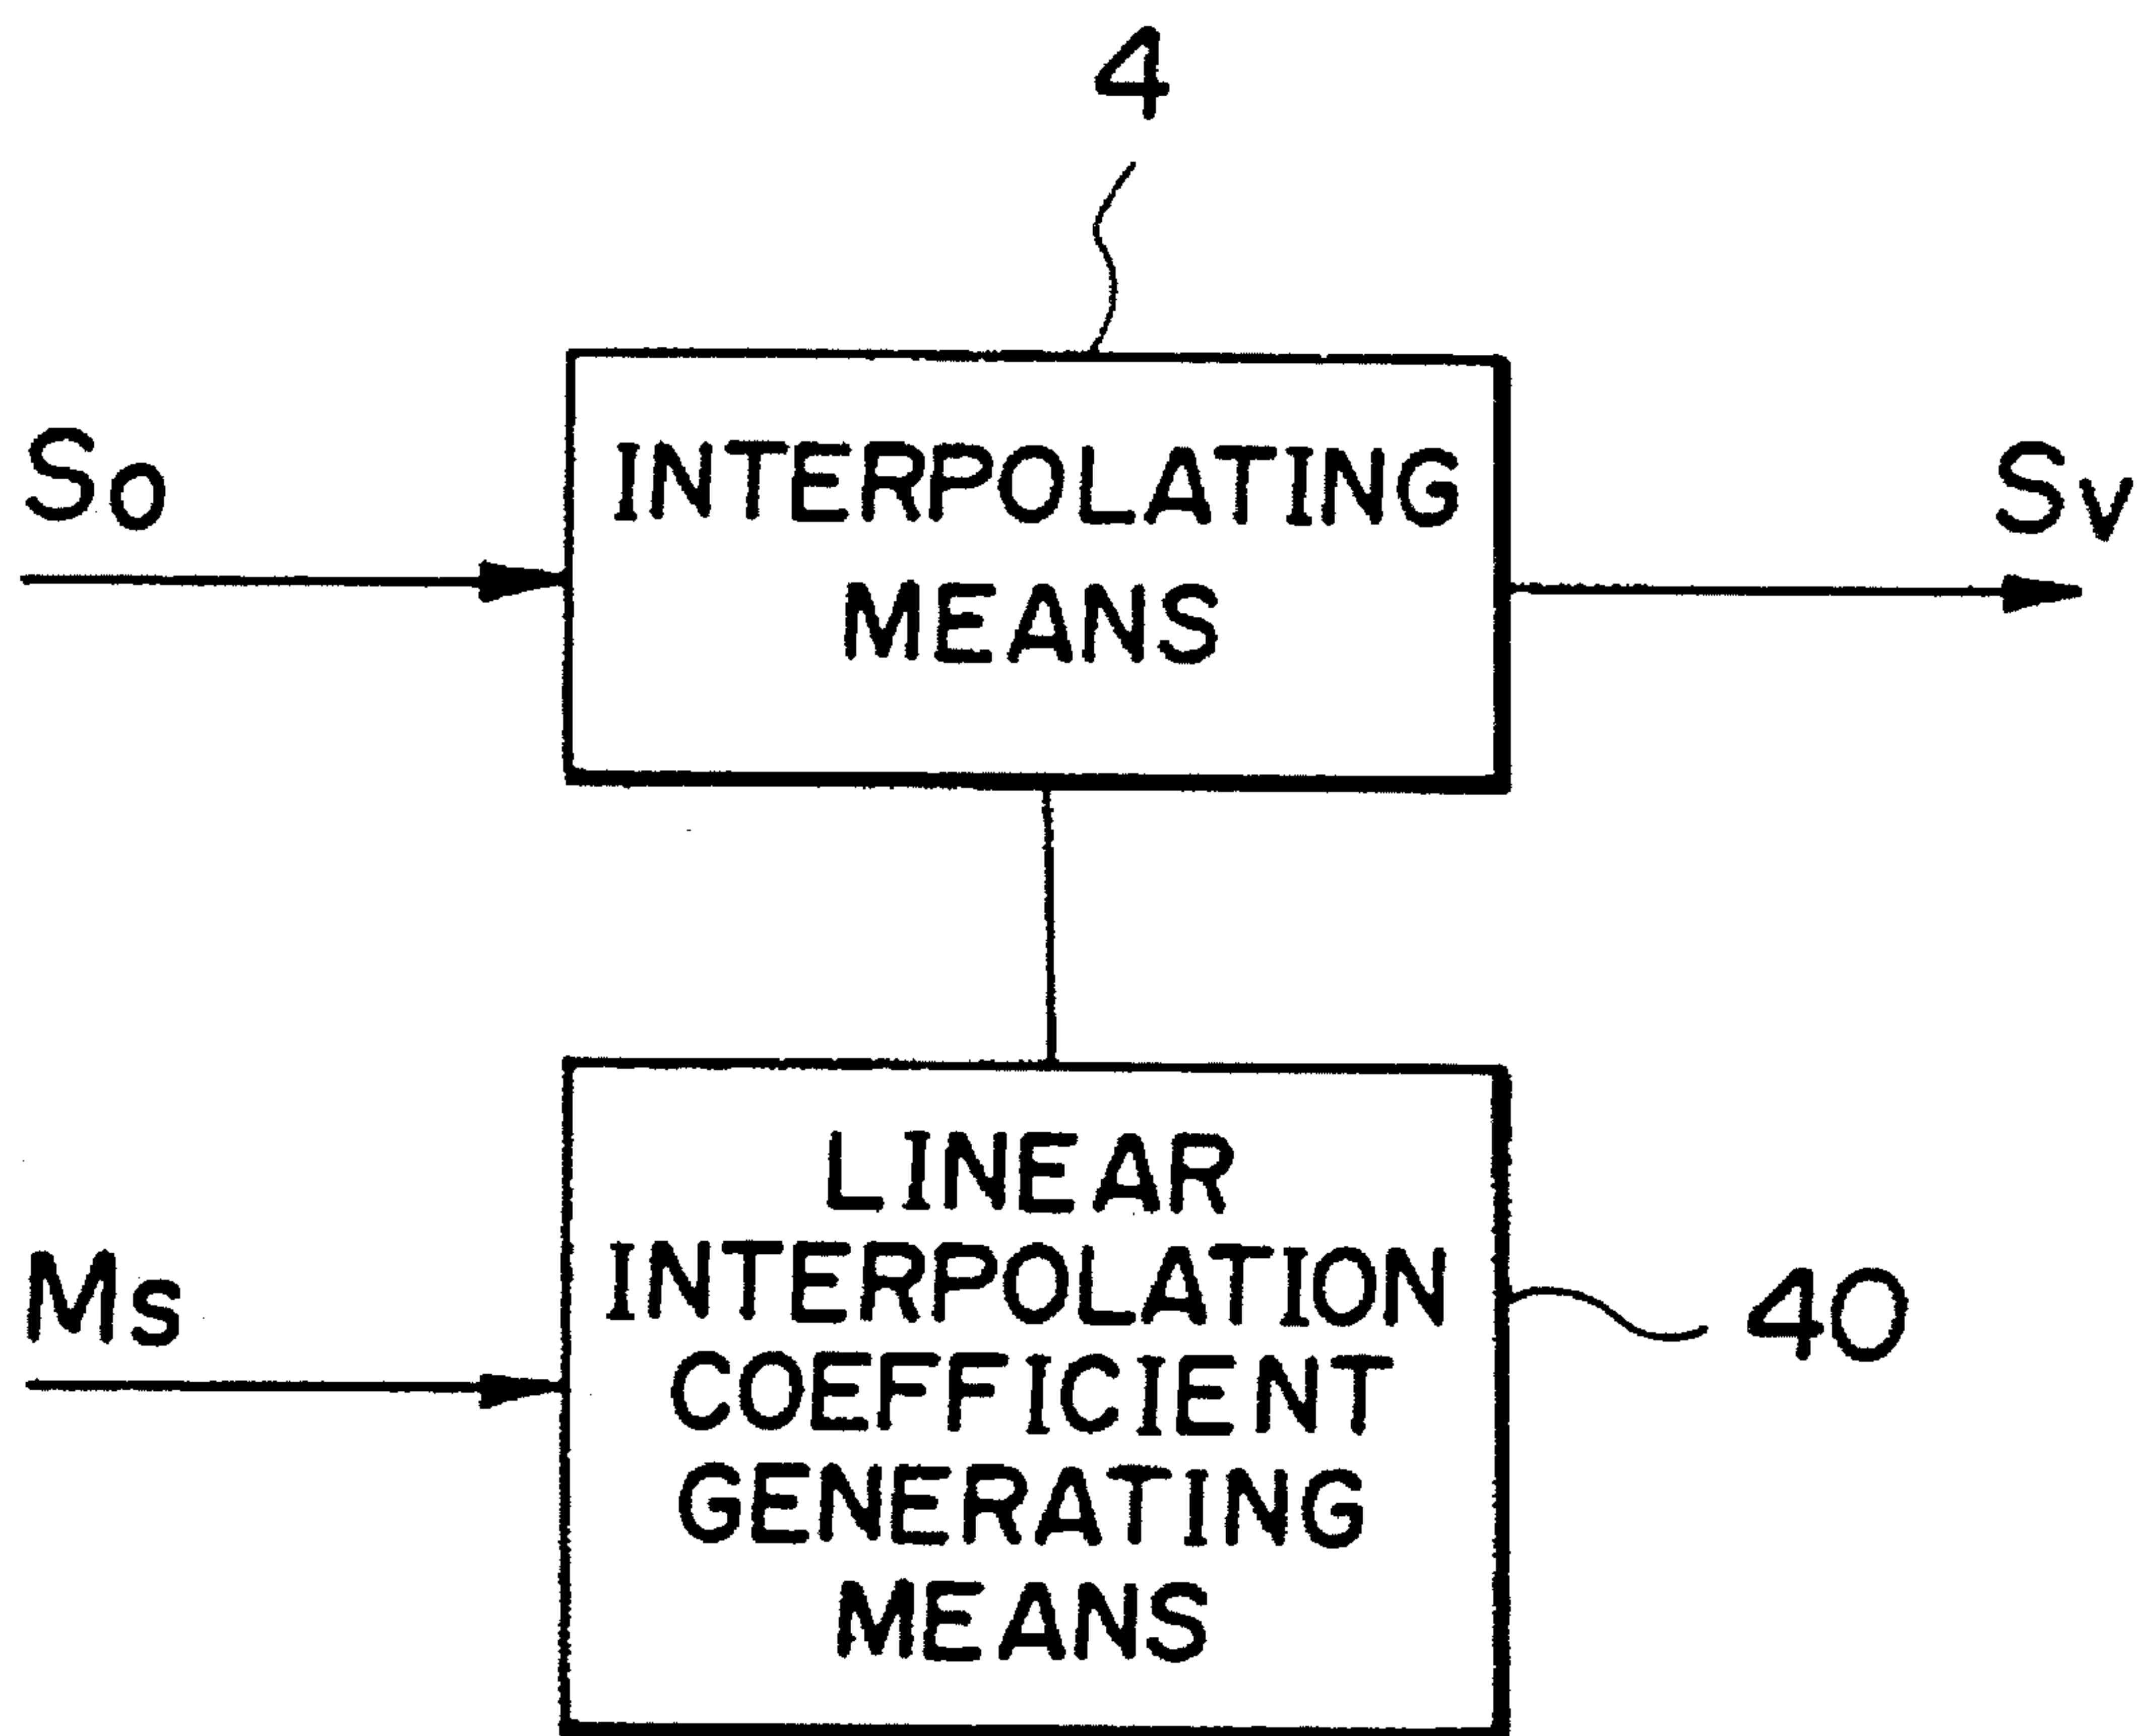 4
So
INTERPOLATING
MEANS
Sv
LINEAR
INTERPOLATION
COEFFICIENT
GENERATING
MEANS
Ms
40